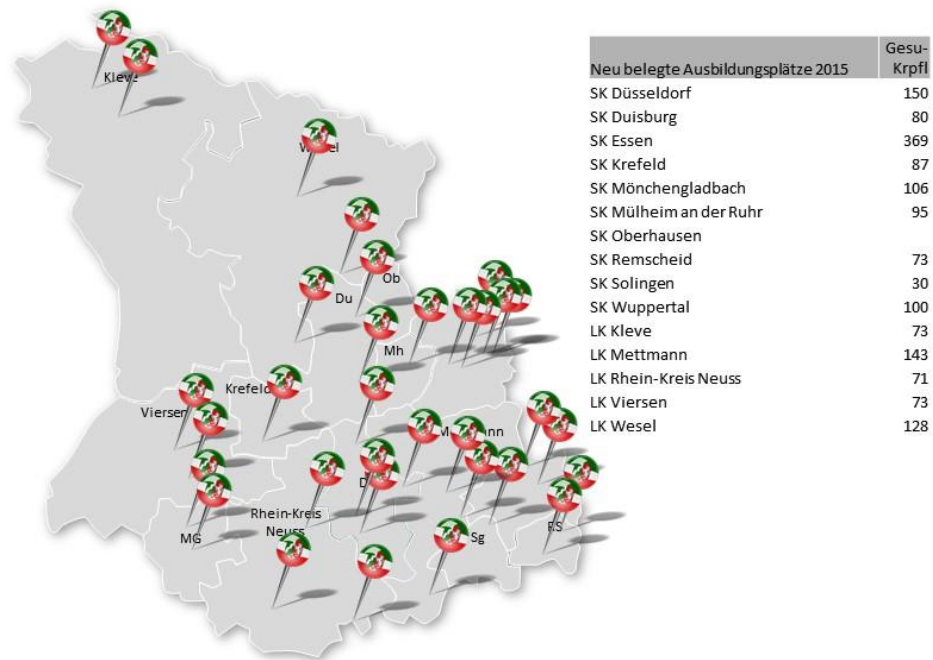 Kleve
Wesel
Ob
Du
Mh
Krefeld
Viersen
Rhein-Kreis
Neuss
MG
Sg
RS
Gesu-
Neu belegte Ausbildungsplätze 2015 Krpfl
SK Düsseldorf 150
SK Duisburg 80
SK Essen 369
SK Krefeld 87
SK Mönchengladbach 106
SK Mülheim an der Ruhr 95
SK Oberhausen
SK Remscheid 73
SK Solingen 30
SK Wuppertal 100
LK Kleve 73
LK Mettmann 143
LK Rhein-Kreis Neuss 71
LK Viersen 73
LK Wesel 128